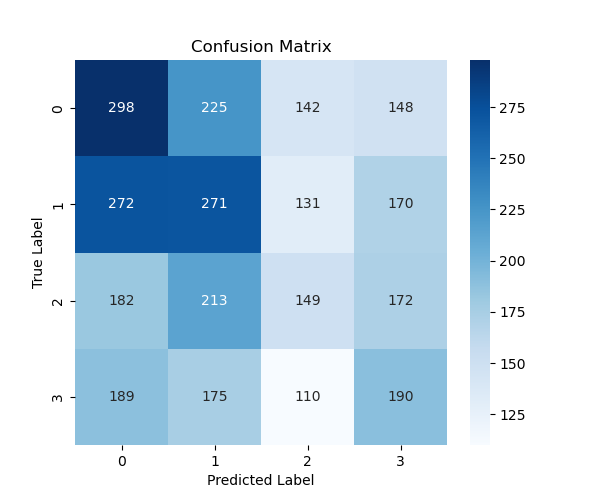 Confusion Matrix
298 225 142 148
272 271 131 170
182 213 149 172
189 175 110 190
0
1
2
3
True Label
0 1 2 3
Predicted Label
275
250
225
200
175
150
125